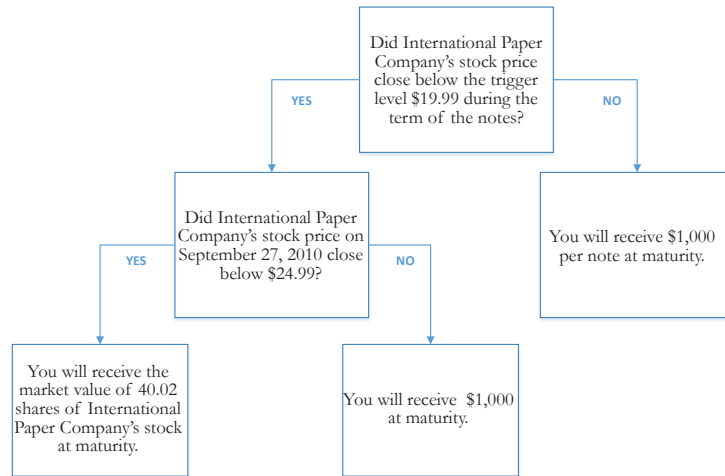 Did International Paper
Company's stock price
close below the trigger
level $19.99 during the
term of the notes?
YES
NO
Did International Paper
Company's stock price on
September 27, 2010 close
below $24.99?
You will receive $1,000
per note at maturity.
YES
NO
You will receive the
market value of 40.02
shares of International
Paper Company's stock
at maturity.
You will receive $1,000
at maturity.